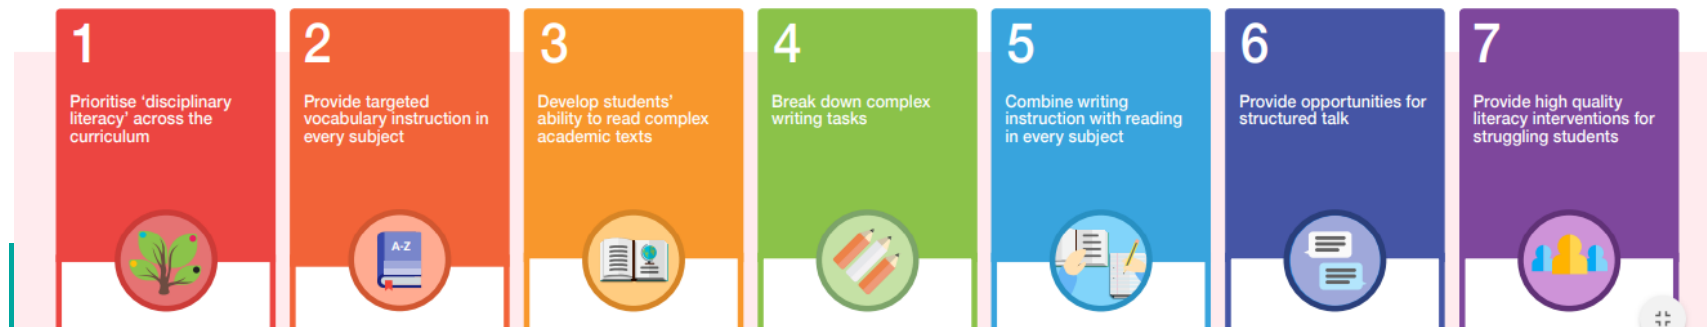 1
Prioritise ‘disciplinary
literacy’ across the
curriculum
2
Provide targeted
vocabulary instruction in
every subject
A-Z
3
Develop students’
ability to read complex
academic texts
4
Break down complex
writing tasks
5
Combine writing
instruction with reading
in every subject
6
Provide opportunities for
structured talk
7
Provide high quality
literacy interventions for
struggling students